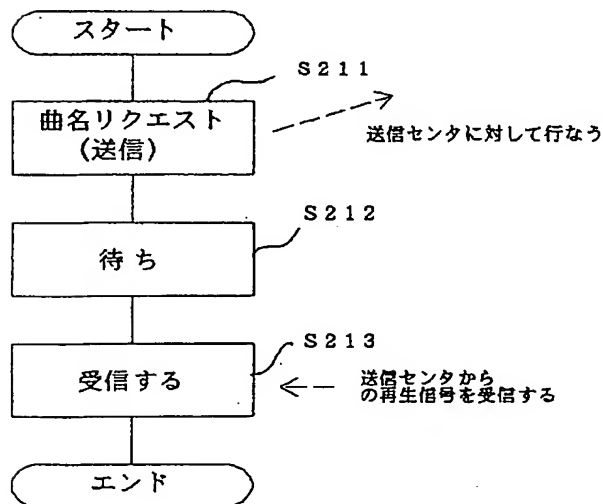 スタート
S211
曲名リクエスト
(送信)
送信センタに対して行なう
S212
待ち
S213
受信する
送信センタから
の再生信号を受信する
エンド